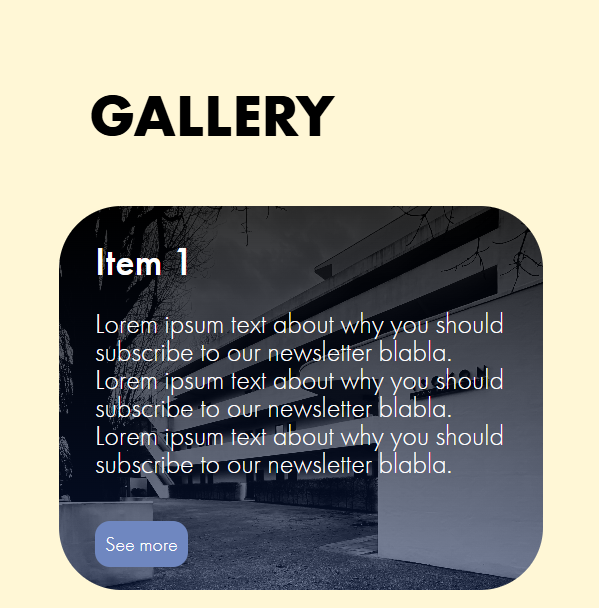 GALLERY
Item 1
Lorem ipsum text about why you should
subscribe to our newsletter blabla.
Lorem ipsum text about why you should
subscribe to our newsletter blabla.
Lorem ipsum text about why you should
subscribe to our newsletter blabla.
See more